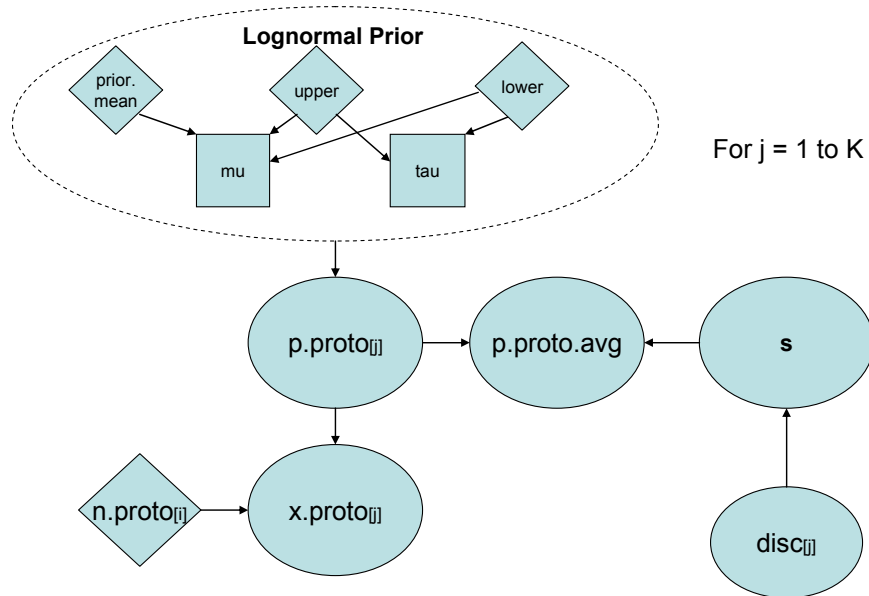 Lognormal Prior
prior.
mean
upper
lower
mu
tau
For j = 1 to K
p.proto[j]
p.proto.avg
s
n.proto[i]
x.proto[j]
disc[j]